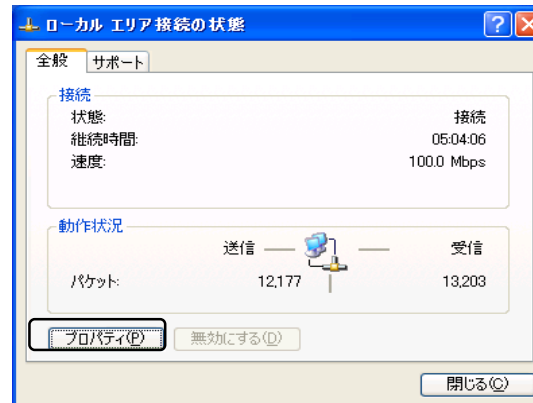 ローカル エリア接続の状態
全般 サポート
接続
状態: 接続
継続時間: 05:04:06
速度: 100.0 Mbps
動作状況
送信 受信
パケット: 12,177 13,203
プロパティ(P) 無効にする(D)
閉じる(C)